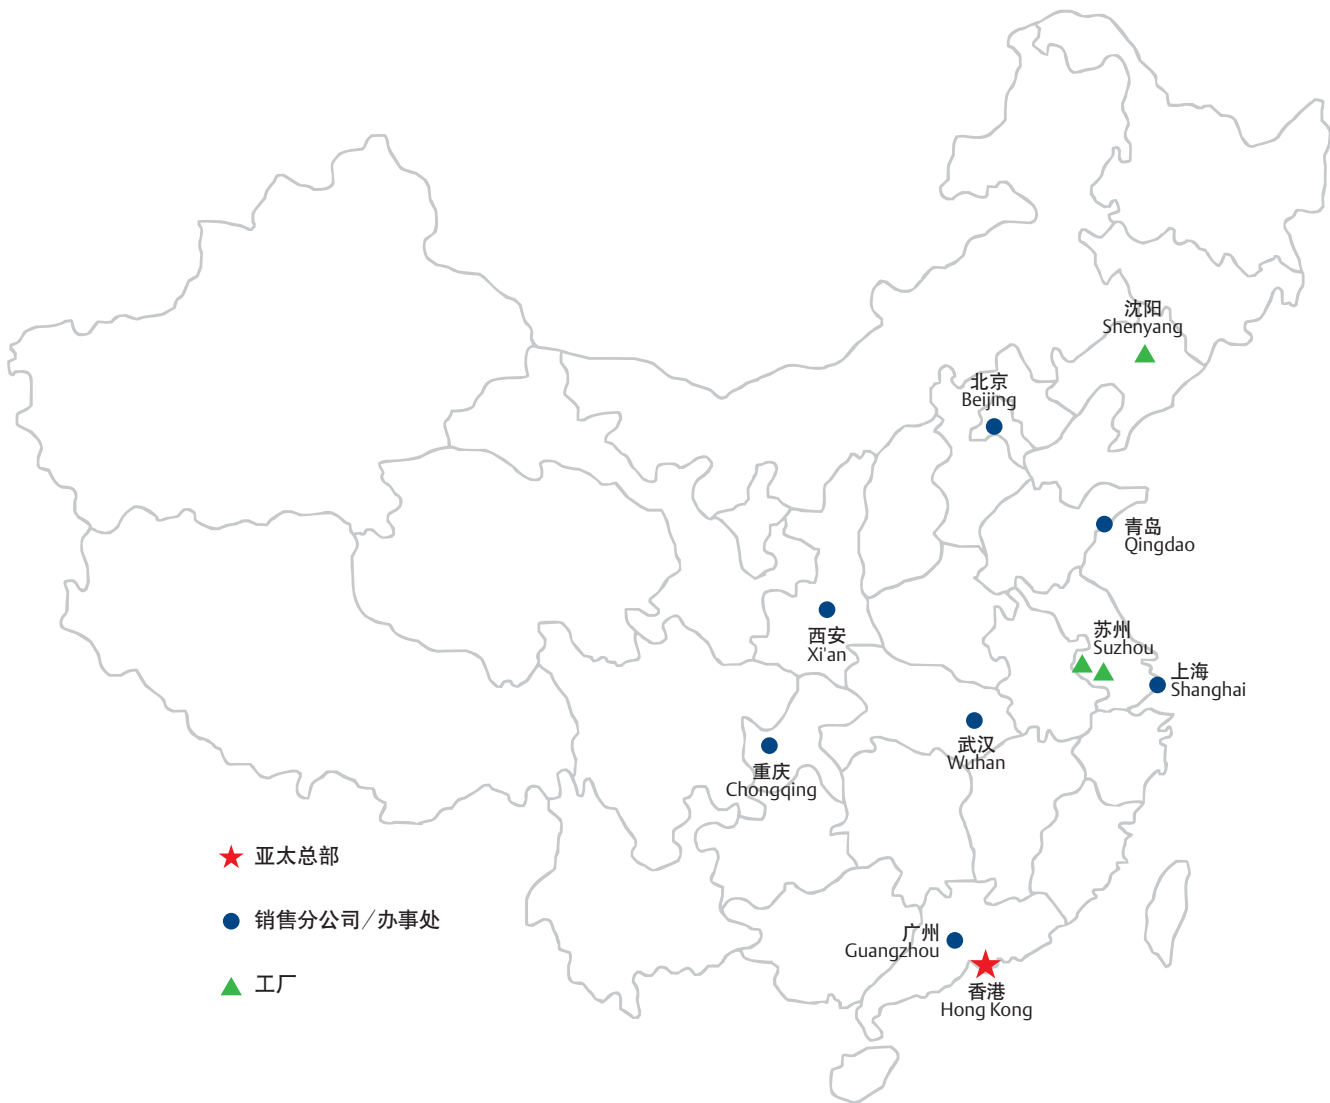 沈阳
Shenyang
北京
Beijing
青岛
Qingdao
西安
Xi'an
苏州
Suzhou
上海
Shanghai
武汉
Wuhan
重庆
Chongqing
亚太总部
销售分公司/办事处
广州
Guangzhou
工厂
香港
Hong Kong